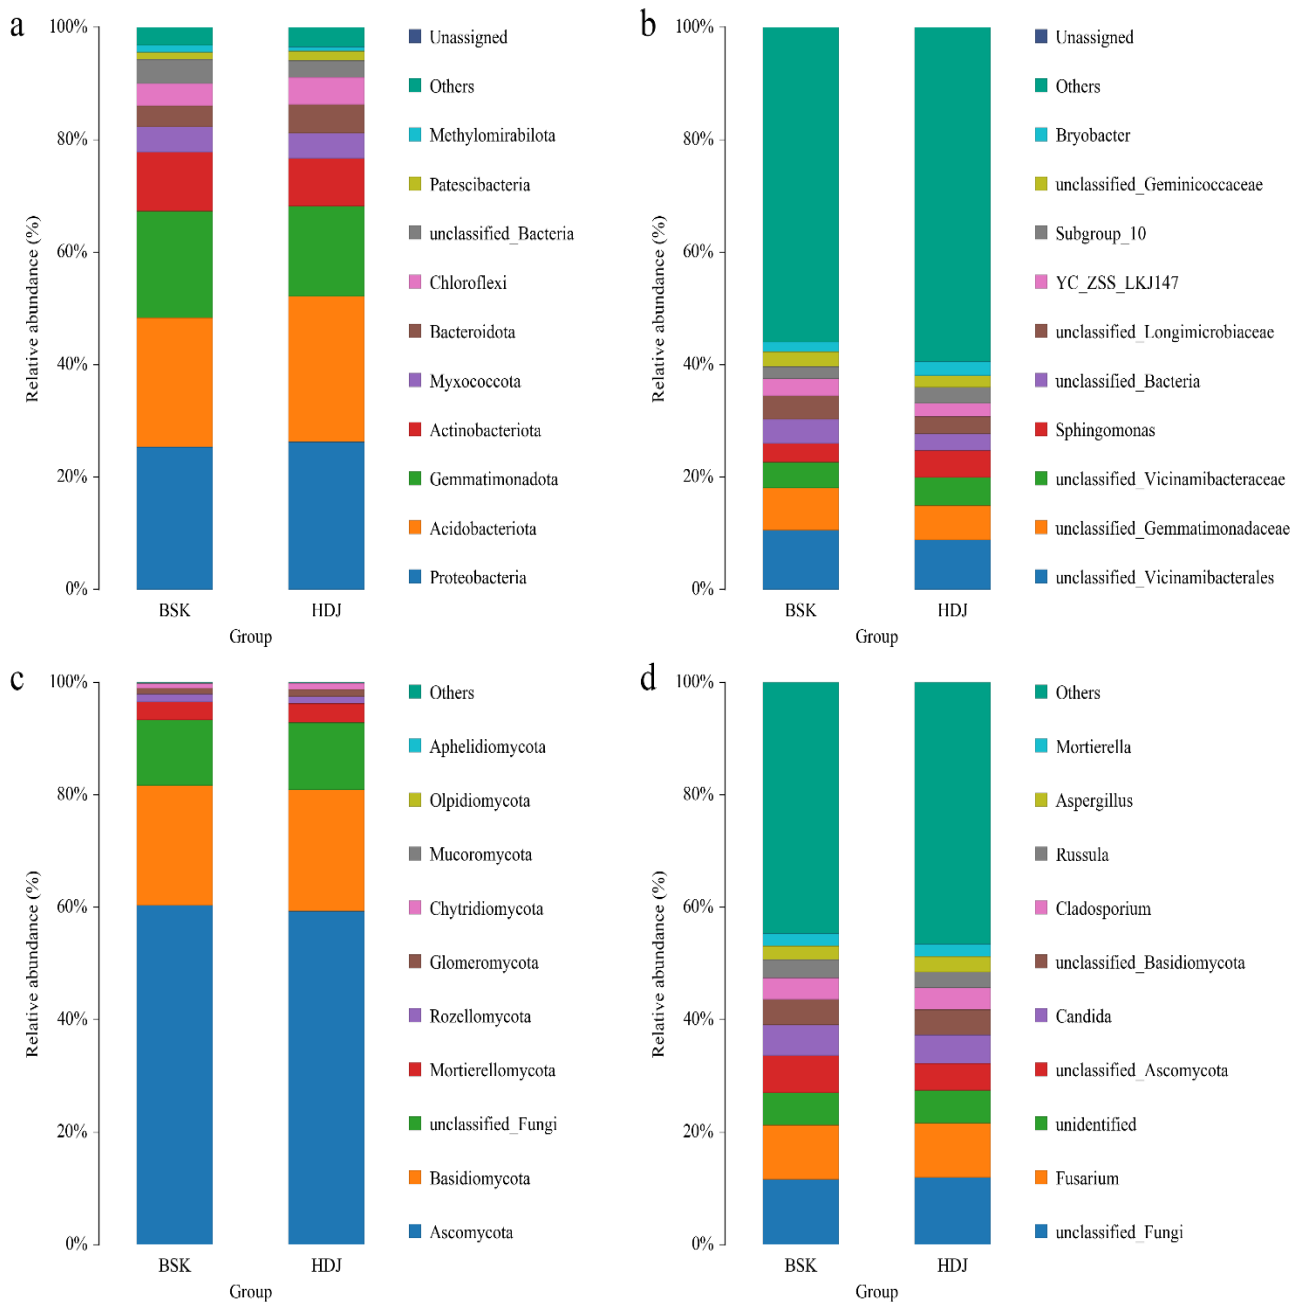 a
Relative abundance (%)
100%
80%
60%
40%
20%
0%
BSK
HDJ
Group
Unassigned
Others
Methylomirabilota
Patescibacteria
unclassified_Bacteria
Chloroflexi
Bacteroidota
Myxococcota
Actinobacteriota
Gemmatimonadota
Acidobacteriota
Proteobacteria
b
Relative abundance (%)
100%
80%
60%
40%
20%
0%
BSK
HDJ
Group
Unassigned
Others
Bryobacter
unclassified_Geminicoccaceae
Subgroup_10
YC_ZSS_LKJ147
unclassified_Longimicrobiaceae
unclassified_Bacteria
Sphingomonas
unclassified_Vicinamibacteraceae
unclassified_Gemmatimonadaceae
unclassified_Vicinamibacterales
c
Relative abundance (%)
100%
80%
60%
40%
20%
0%
BSK
HDJ
Group
Others
Aphelidiomycota
Olpidiomycota
Mucoromycota
Chytridiomycota
Glomeromycota
Rozellomycota
Mortierellomycota
unclassified_Fungi
Basidiomycota
Ascomycota
d
Relative abundance (%)
100%
80%
60%
40%
20%
0%
BSK
HDJ
Group
Others
Mortierella
Aspergillus
Russula
Cladosporium
unclassified_Basidiomycota
Candida
unclassified_Ascomycota
unidentified
Fusarium
unclassified_Fungi